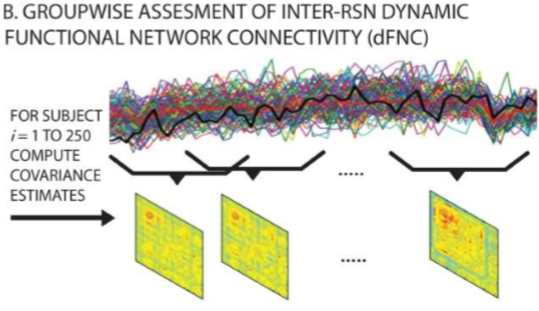 B. GROUPWISE ASSESMENT OF INTER-RSN DYNAMIC
FUNCTIONAL NETWORK CONNECTIVITY (dFNC)
FOR SUBJECT
i = 1 TO 250
COMPUTE
COVARIANCE
ESTIMATES
.....
.....